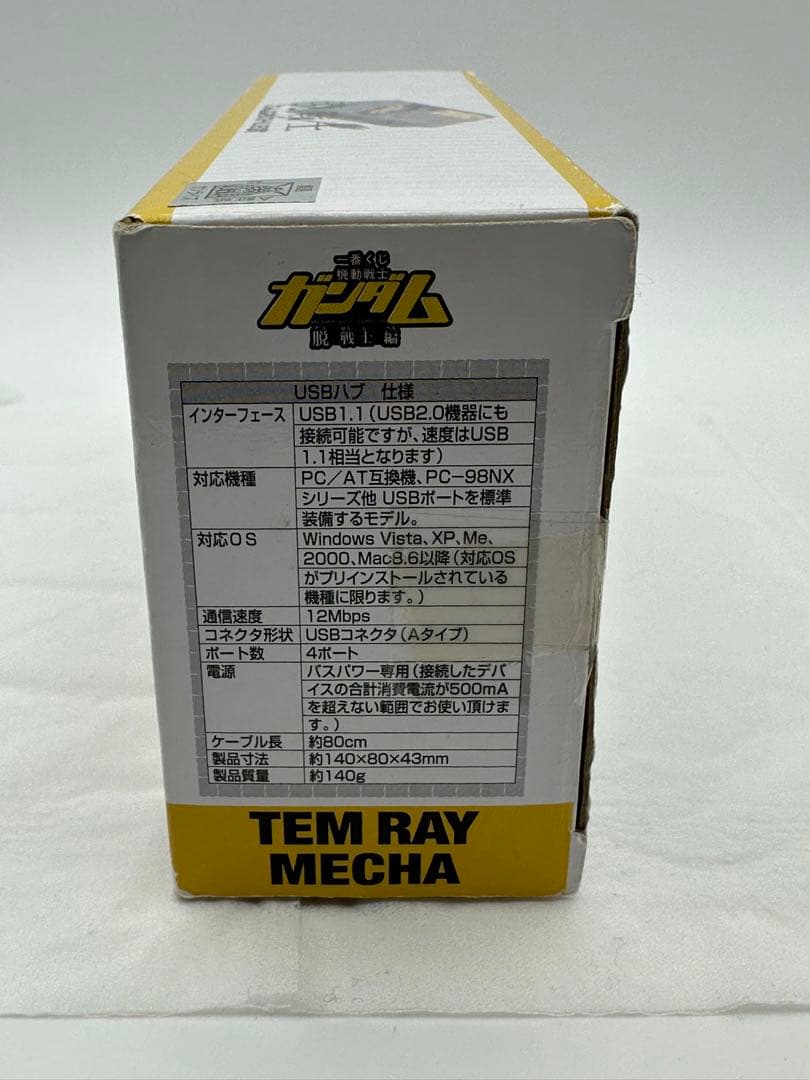 一番くじ
機動戦士
ガンダム
脱戦士編
USBハブ 仕様
インターフェース USB1.1(USB2.0機器にも
接続可能ですが、速度はUSB
1.1相当となります)
対応機種 PC/AT互換機、PC-98NX
シリーズ他 USBポートを標準
装備するモデル。
対応OS Windows Vista、XP、Me、
2000、Mac8.6以降(対応OS
がプリインストールされている
機種に限ります。)
通信速度 12Mbps
コネクタ形状 USBコネクタ(Aタイプ)
ポート数 4ポート
電源 バスパワー専用(接続したデバ
イスの合計消費電流が500mA
を超えない範囲でお使い頂けま
す。)
ケーブル長 約80cm
製品寸法 約140×80×43mm
製品質量 約140g
TEM RAY
MECHA